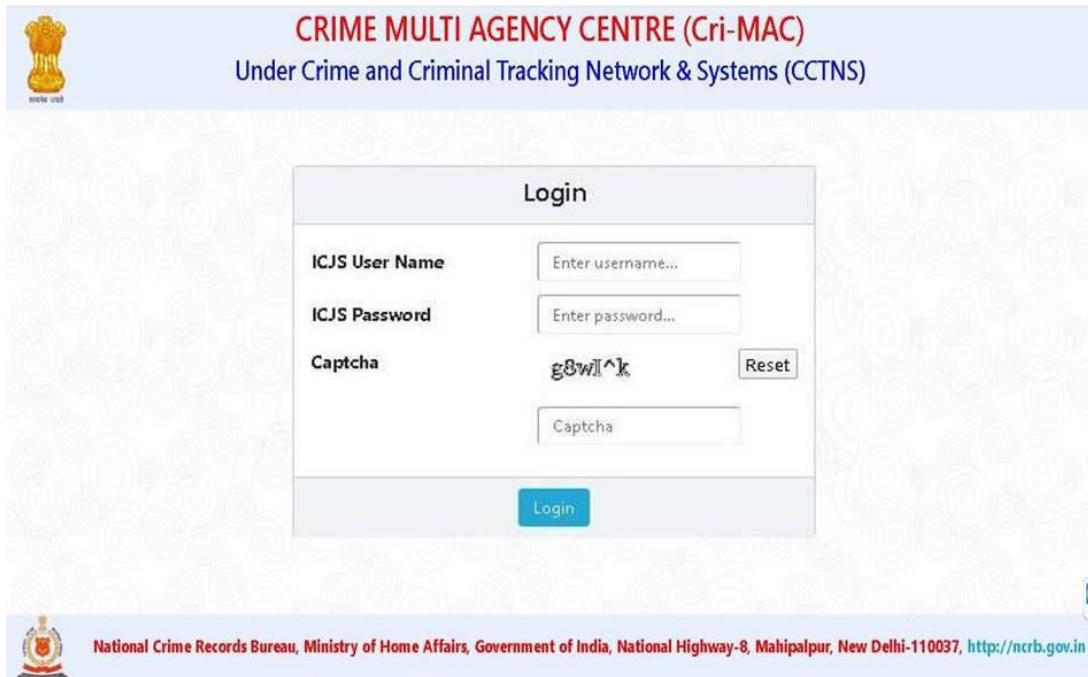 CRIME MULTI AGENCY CENTRE (Cri-MAC)
Under Crime and Criminal Tracking Network & Systems (CCTNS)
Login
ICJS User Name
Enter username...
ICJS Password
Enter password...
Captcha
g8wI^k
Reset
Captcha
Login
National Crime Records Bureau, Ministry of Home Affairs, Government of India, National Highway-8, Mahipalpur, New Delhi-110037, http://ncrb.gov.in